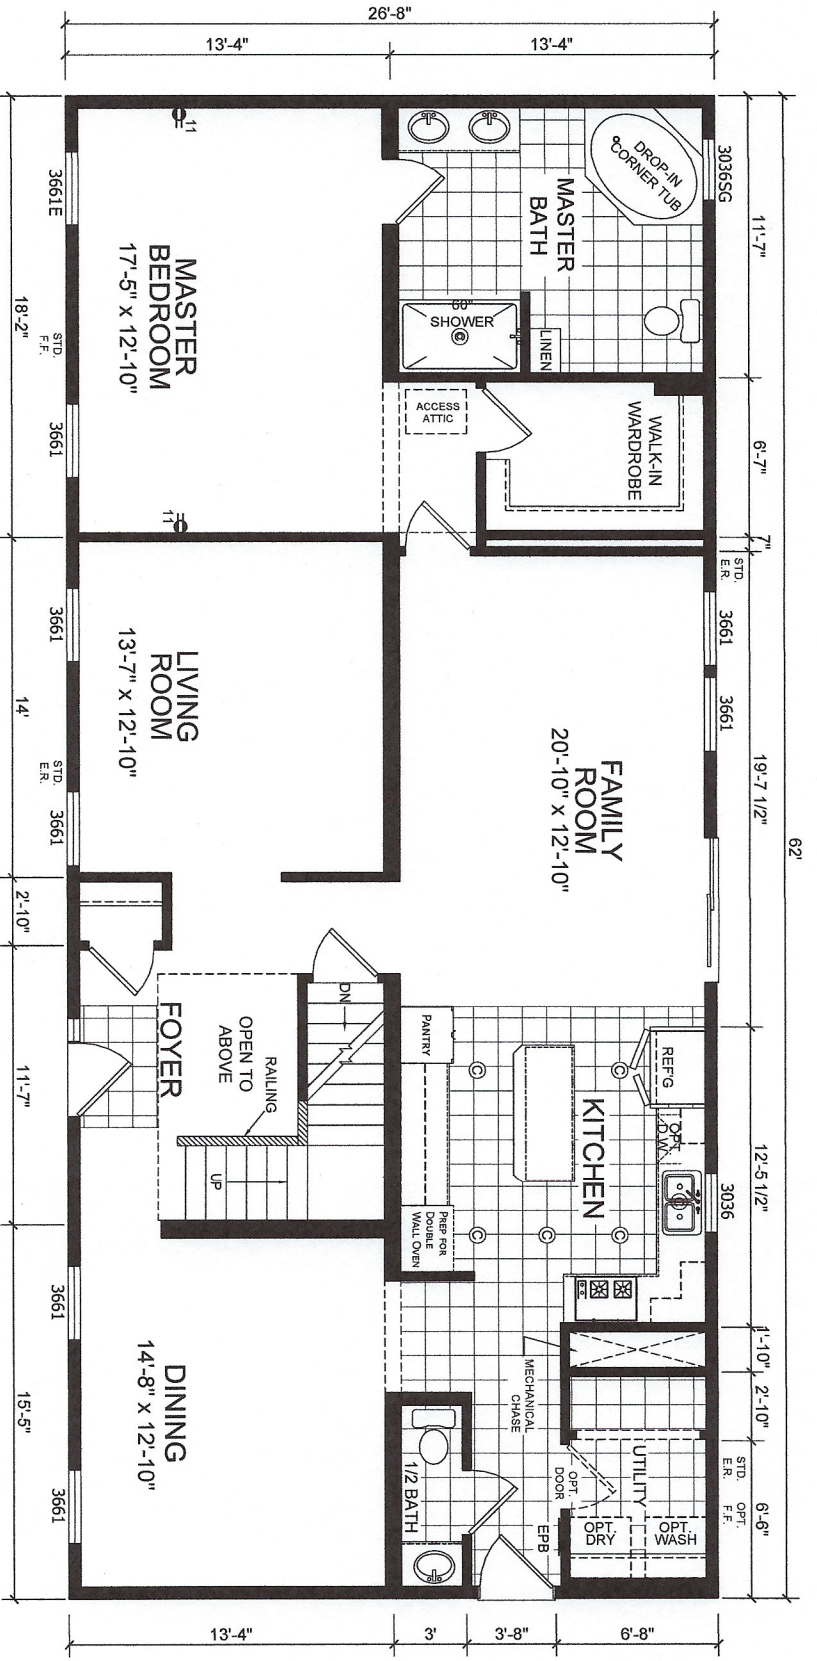 26'-8"
13'-4"
13'-4"
3661E
18'-2"
STD.
F.F.
3661
3661
14'
STD.
E.R.
3661
2'-10"
11'-7"
3661
15'-5"
3661
3036SG
11'-7"
6'-7"
7"
STD.
E.R.
3661
3661
19'-7 1/2"
62'
12'-5 1/2"
3036
1'-10"
2'-10"
STD.
E.R.
OPT.
F.F.
6'-6"
11
11
MASTER
BEDROOM
17'-5" x 12'-10"
MASTER
BATH
DROP-IN
CORNER TUB
60"
SHOWER
LINEN
ACCESS
ATTIC
WALK-IN
WARDROBE
LIVING
ROOM
13'-7" x 12'-10"
FAMILY
ROOM
20'-10" x 12'-10"
DN
FOYER
OPEN TO
ABOVE
RAILING
UP
PANTRY
REF'G
C
C
OPT.
D.W.
KITCHEN
C
C
C
PREP FOR
DOUBLE
WALL OVEN
DINING
14'-8" x 12'-10"
MECHANICAL
CHASE
1/2 BATH
UTILITY
OPT.
DOOR
EPB
OPT.
DRY
OPT.
WASH
13'-4"
3'
3'-8"
6'-8"